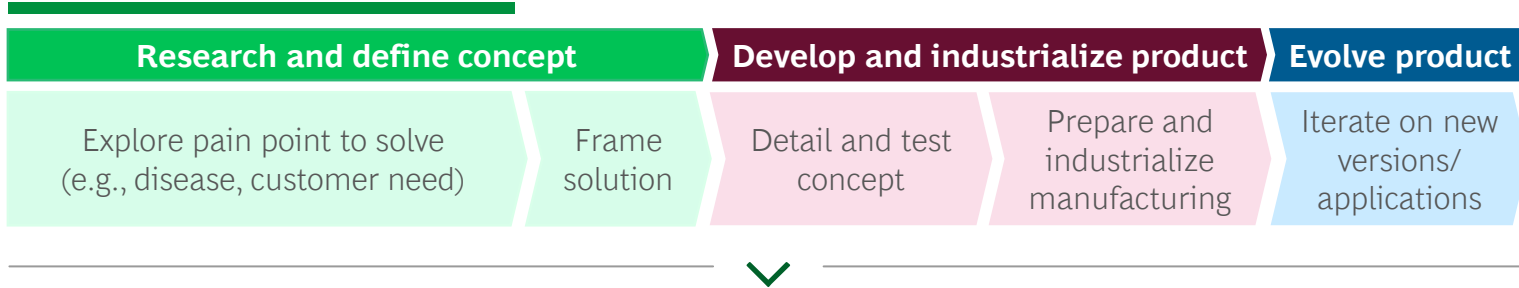 Research and define concept
Develop and industrialize product
Evolve product
Explore pain point to solve
(e.g., disease, customer need)
Frame
solution
Detail and test
concept
Prepare and
industrialize
manufacturing
Iterate on new
versions/
applications